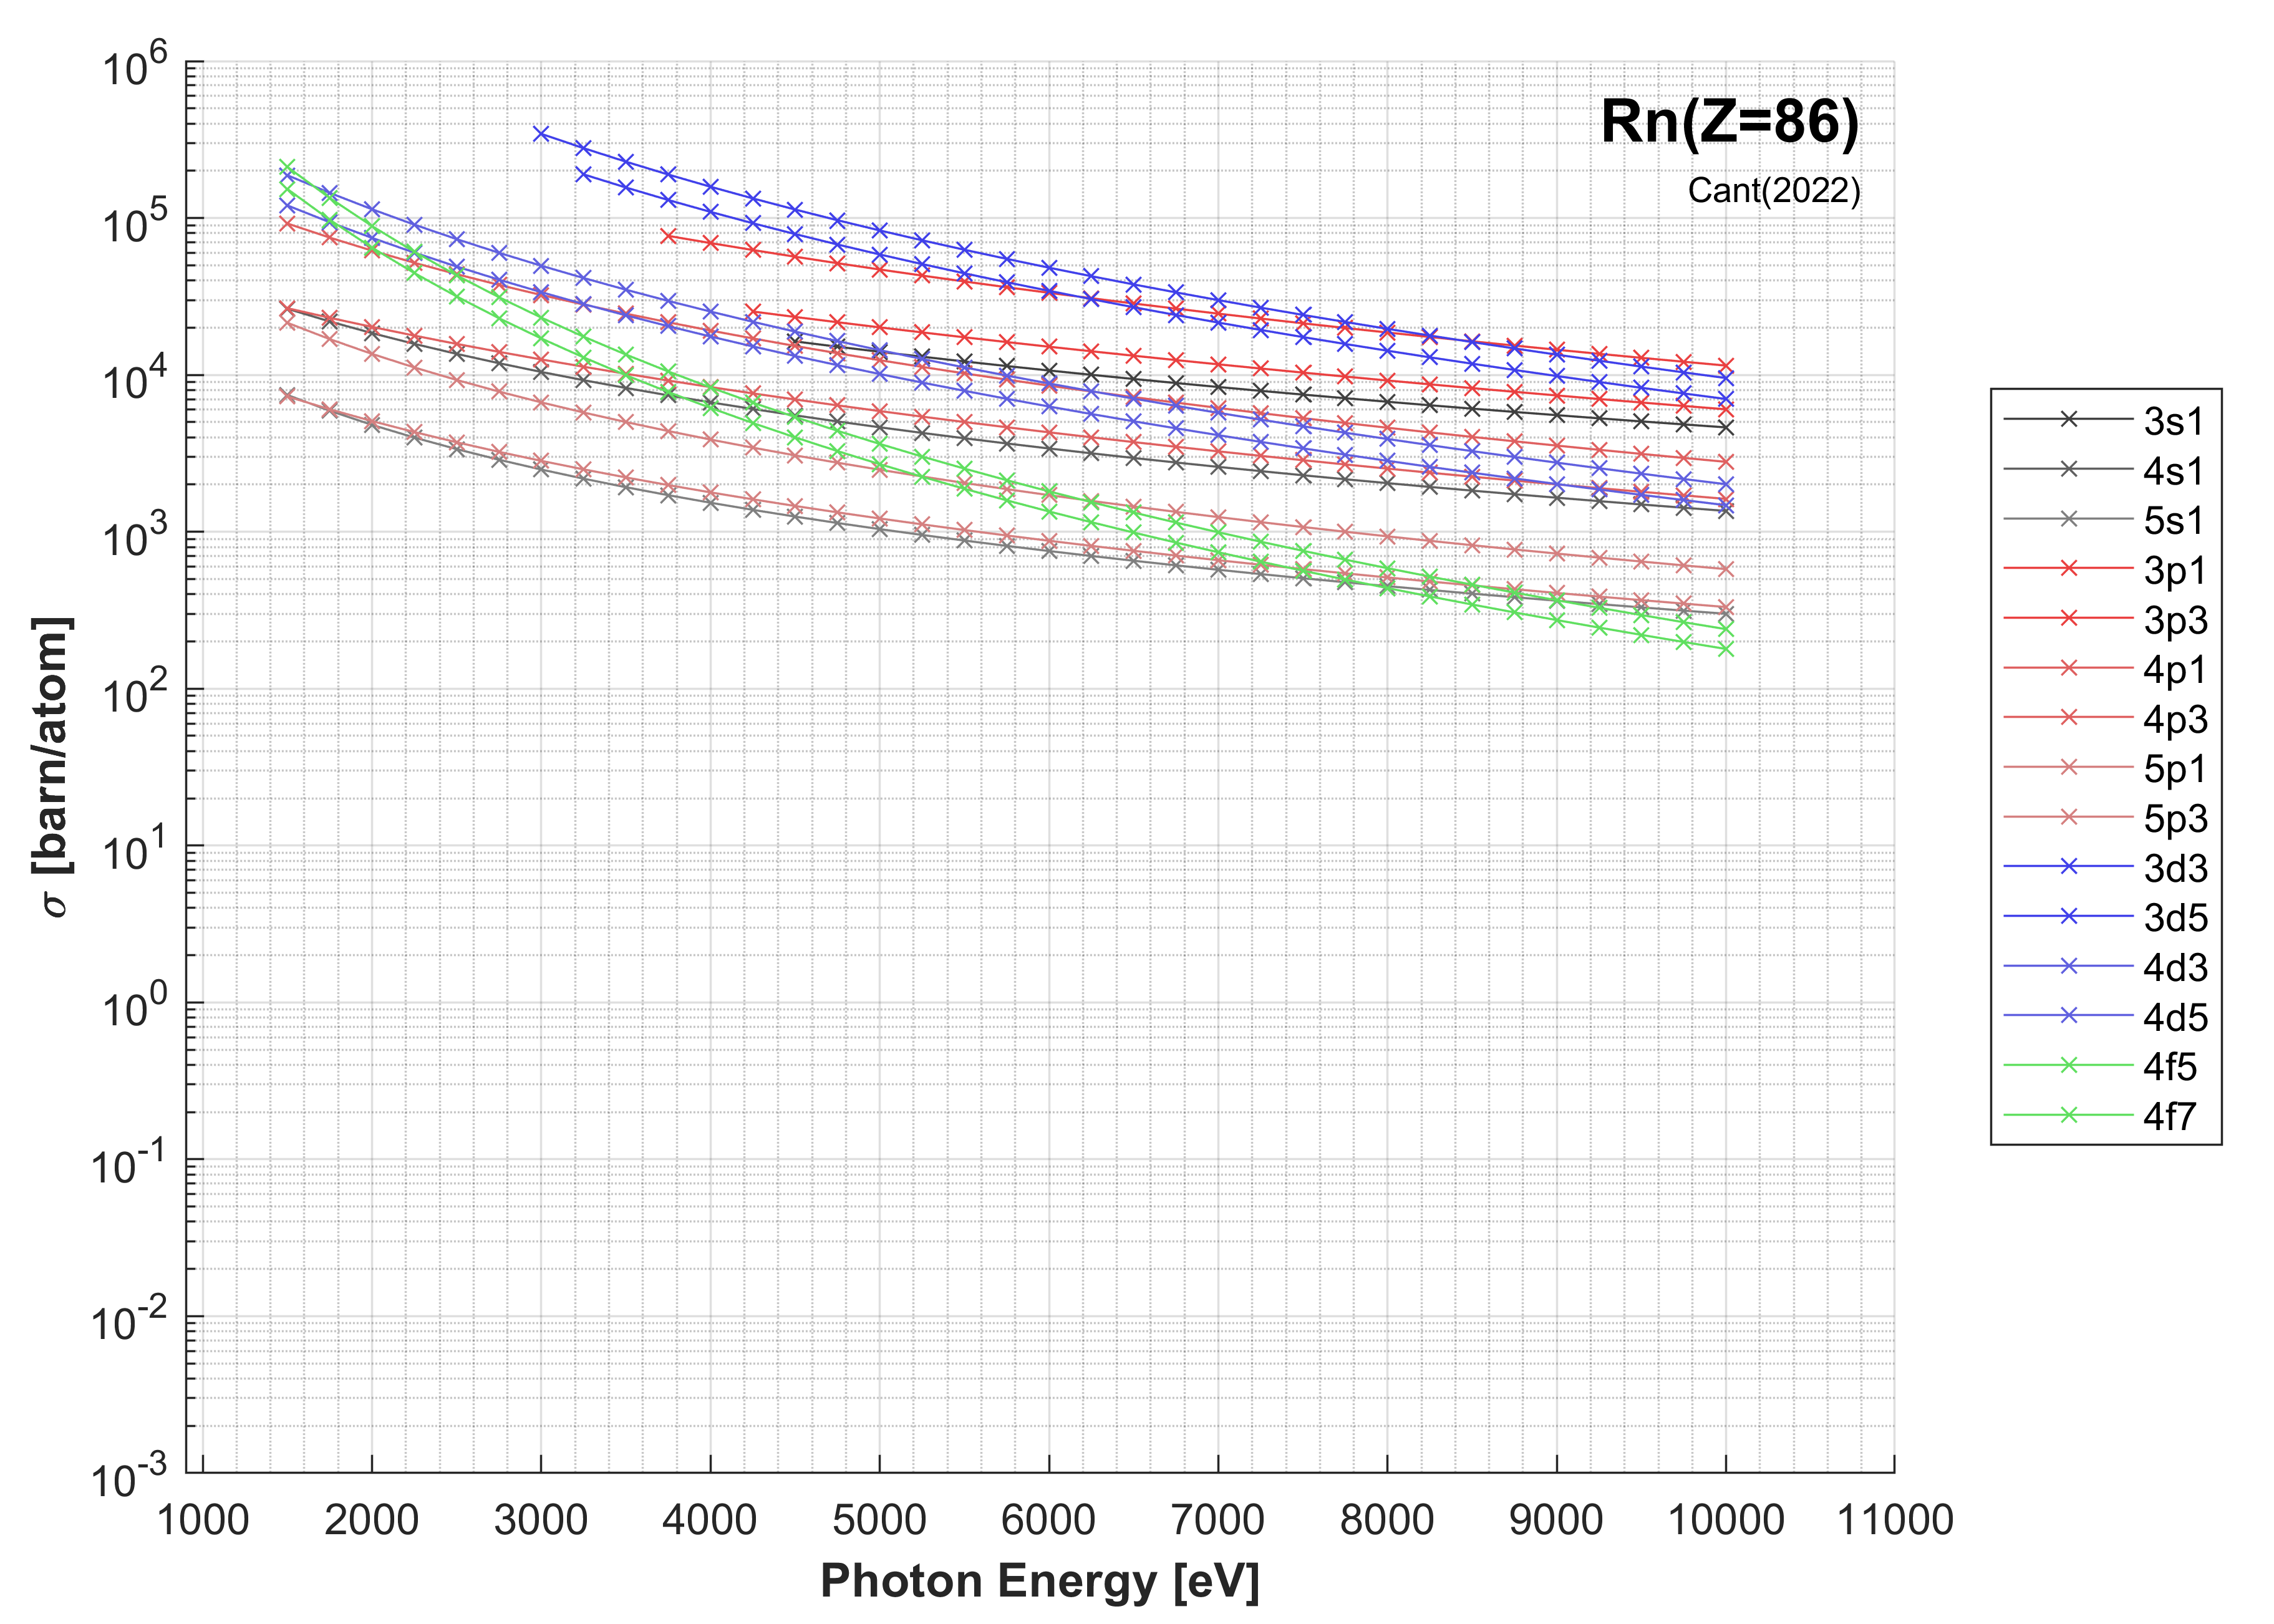 Rn(Z=86)
Cant(2022)
10^6
10^5
10^4
10^3
10^2
10^1
10^0
10^-1
10^-2
10^-3
σ [barn/atom]
1000 2000 3000 4000 5000 6000 7000 8000 9000 10000 11000
Photon Energy [eV]
3s1
4s1
5s1
3p1
3p3
4p1
4p3
5p1
5p3
3d3
3d5
4d3
4d5
4f5
4f7